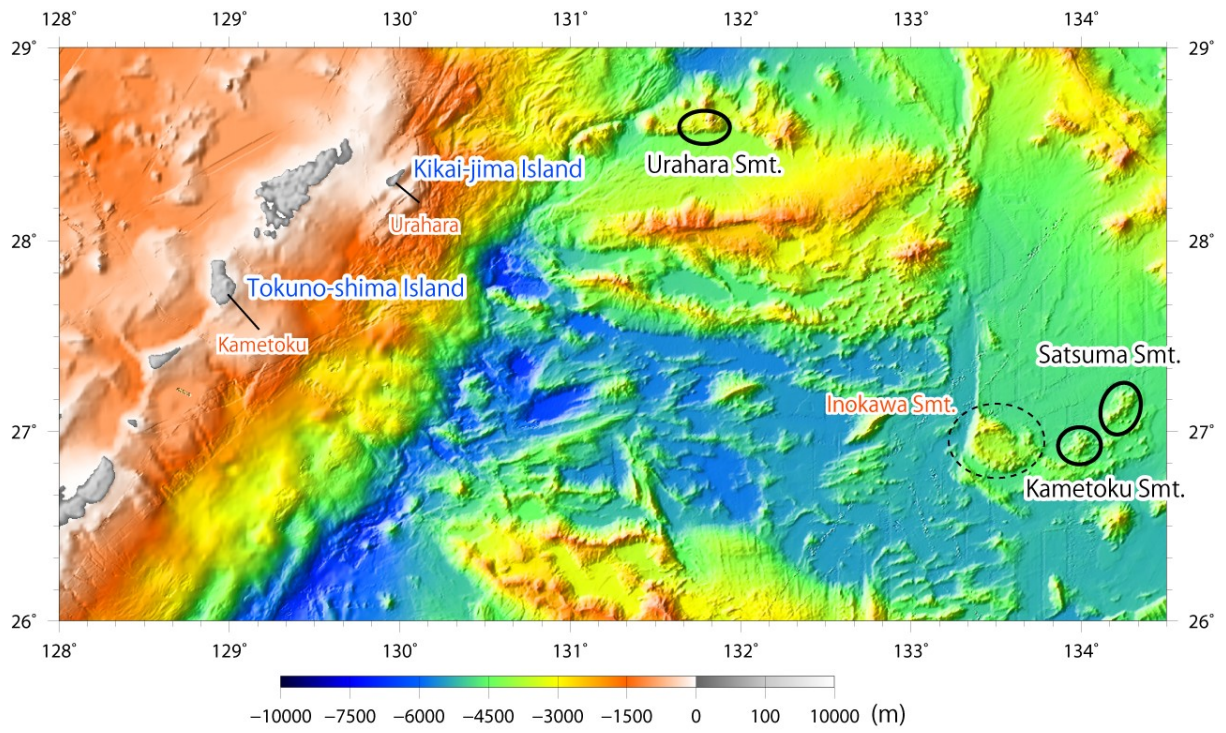 128° 129° 130° 131° 132° 133° 134°
29° 29°
Urahara Smt.
Kikai-jima Island
Urahara
28° 28°
Tokuno-shima Island
Kametoku
Satsuma Smt.
Inokawa Smt.
27° 27°
Kametoku Smt.
26° 26°
128° 129° 130° 131° 132° 133° 134°
−10000 −7500 −6000 −4500 −3000 −1500 0 100 10000 (m)